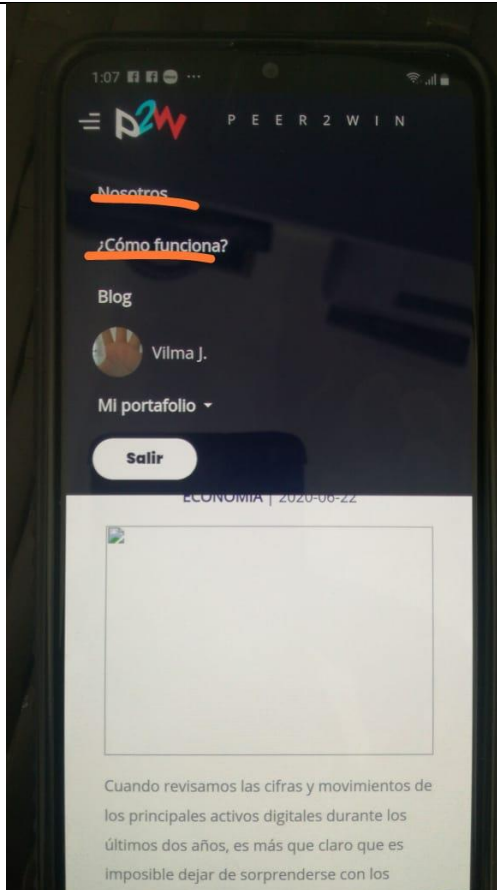 1:07
p2W PEER2WIN
Nosotros
¿Cómo funciona?
Blog
Vilma J.
Mi portafolio
Salir
ECONOMÍA | 2020-06-22
Cuando revisamos las cifras y movimientos de
los principales activos digitales durante los
últimos dos años, es más que claro que es
imposible dejar de sorprenderse con los